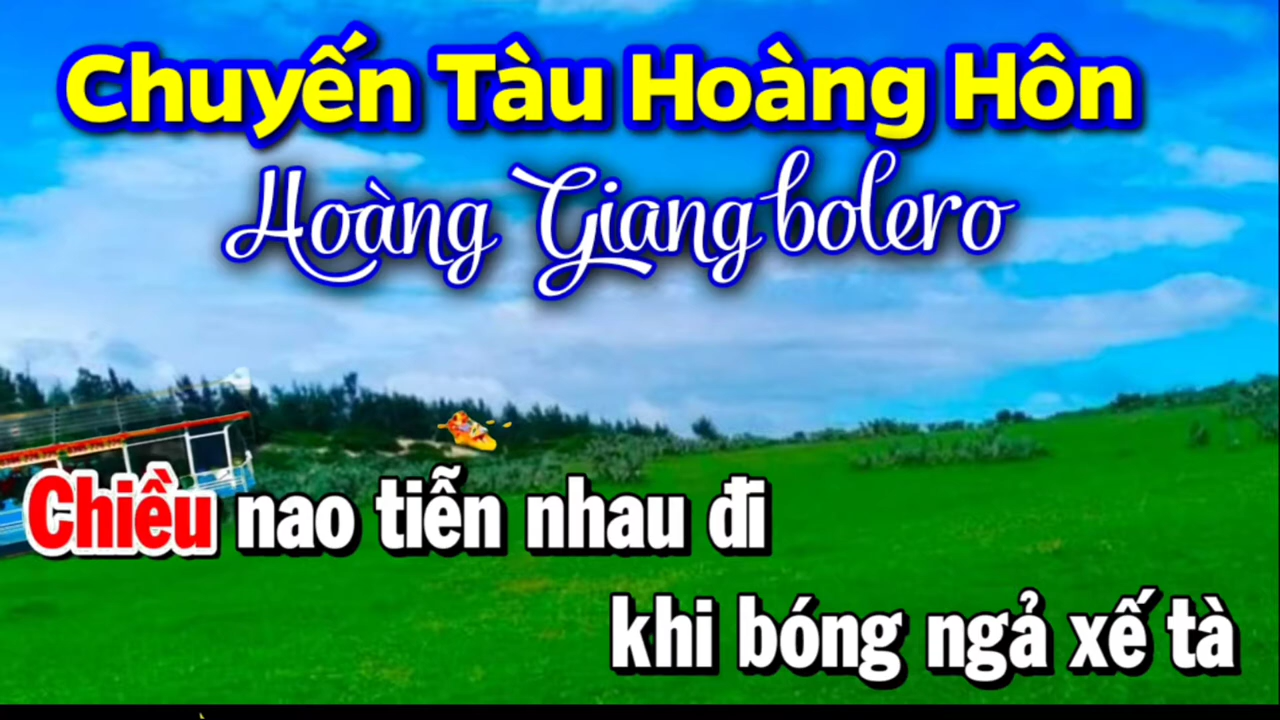 Chuyến Tàu Hoàng Hôn
Hoàng Giang bolero
Chiều nao tiễn nhau đi
khi bóng ngả xế tà